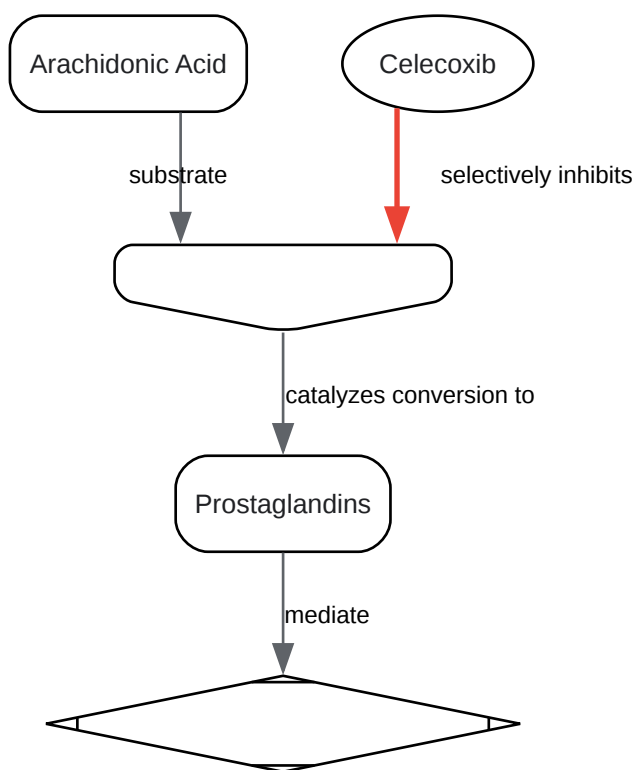 Arachidonic Acid
Celecoxib
substrate
selectively inhibits
catalyzes conversion to
Prostaglandins
mediate